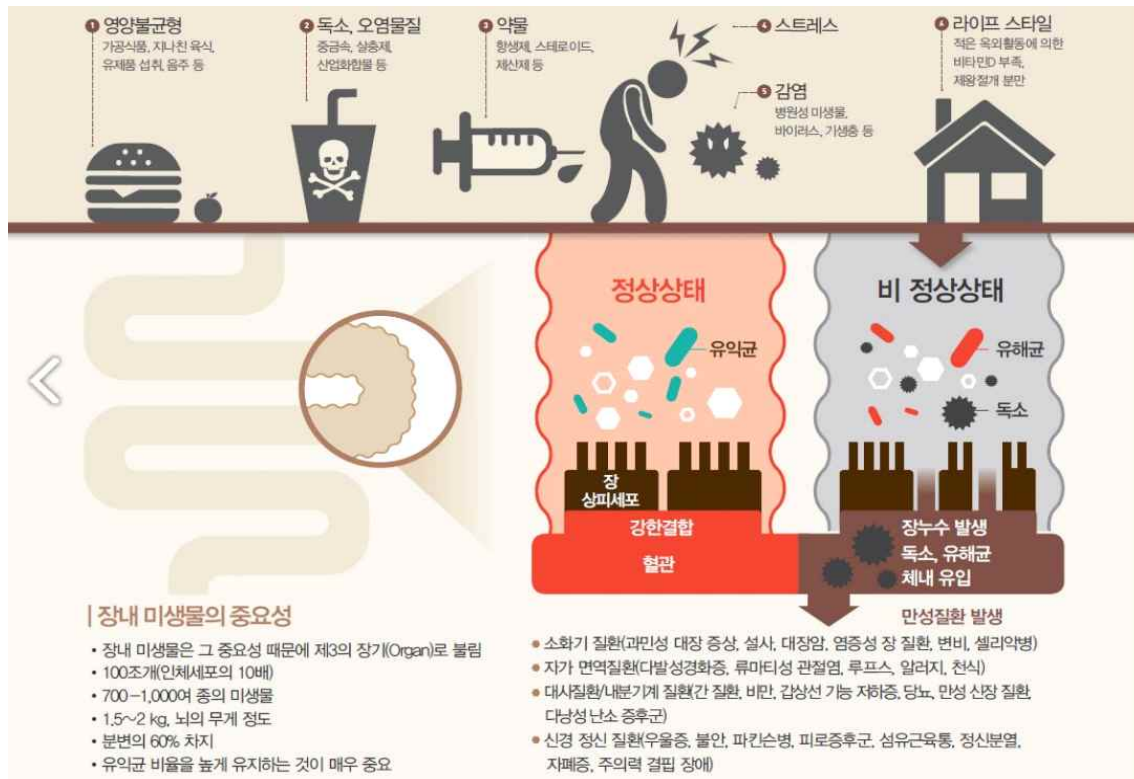 1 영양불균형
가공식품, 지나친 육식,
유제품 섭취, 음주 등
2 독소, 오염물질
중금속, 살충제,
산업화합물 등
3 약물
항생제, 스테로이드,
제산제 등
4 스트레스
5 감염
병원성 미생물,
바이러스, 기생충 등
6 라이프 스타일
적은 옥외활동에 의한
비타민D 부족,
제왕절개 분만
정상상태
유익균
장
상피세포
강한결합
혈관
비 정상상태
유해균
독소
장누수 발생
독소, 유해균
체내 유입
장내 미생물의 중요성
• 장내 미생물은 그 중요성 때문에 제3의 장기(Organ)로 불림
• 100조개(인체세포의 10배)
• 700-1,000여 종의 미생물
• 1.5~2 kg, 뇌의 무게 정도
• 분변의 60% 차지
• 유익균 비율을 높게 유지하는 것이 매우 중요
만성질환 발생
• 소화기 질환(과민성 대장 증상, 설사, 대장암, 염증성 장 질환, 변비, 셀리악병)
• 자가 면역질환(다발성경화증, 류마티성 관절염, 루프스, 알러지, 천식)
• 대사질환/내분기계 질환(간 질환, 비만, 갑상선 기능 저하증, 당뇨, 만성 신장 질환,
다낭성 난소 증후군)
• 신경 정신 질환(우울증, 불안, 파킨슨병, 피로증후군, 섬유근육통, 정신분열,
자폐증, 주의력 결핍 장애)